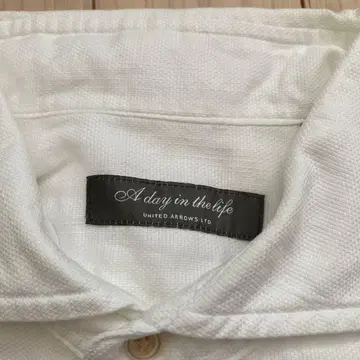 A day in the life
UNITED ARROWS LTD.